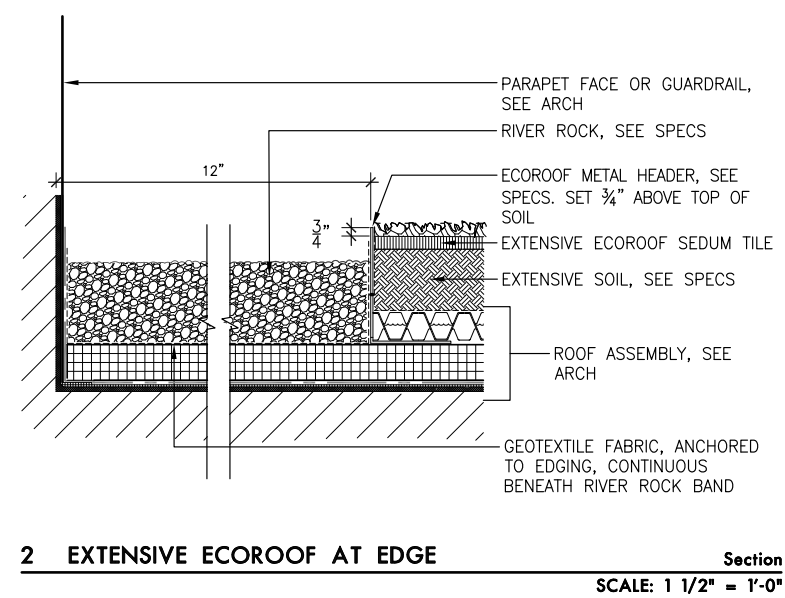 PARAPET FACE OR GUARDRAIL,
SEE ARCH
RIVER ROCK, SEE SPECS
12"
ECOROOF METAL HEADER, SEE
SPECS. SET ¾" ABOVE TOP OF
SOIL
¾"
EXTENSIVE ECOROOF SEDUM TILE
EXTENSIVE SOIL, SEE SPECS
ROOF ASSEMBLY, SEE
ARCH
GEOTEXTILE FABRIC, ANCHORED
TO EDGING, CONTINUOUS
BENEATH RIVER ROCK BAND
2 EXTENSIVE ECOROOF AT EDGE
Section
SCALE: 1 1/2" = 1'-0"